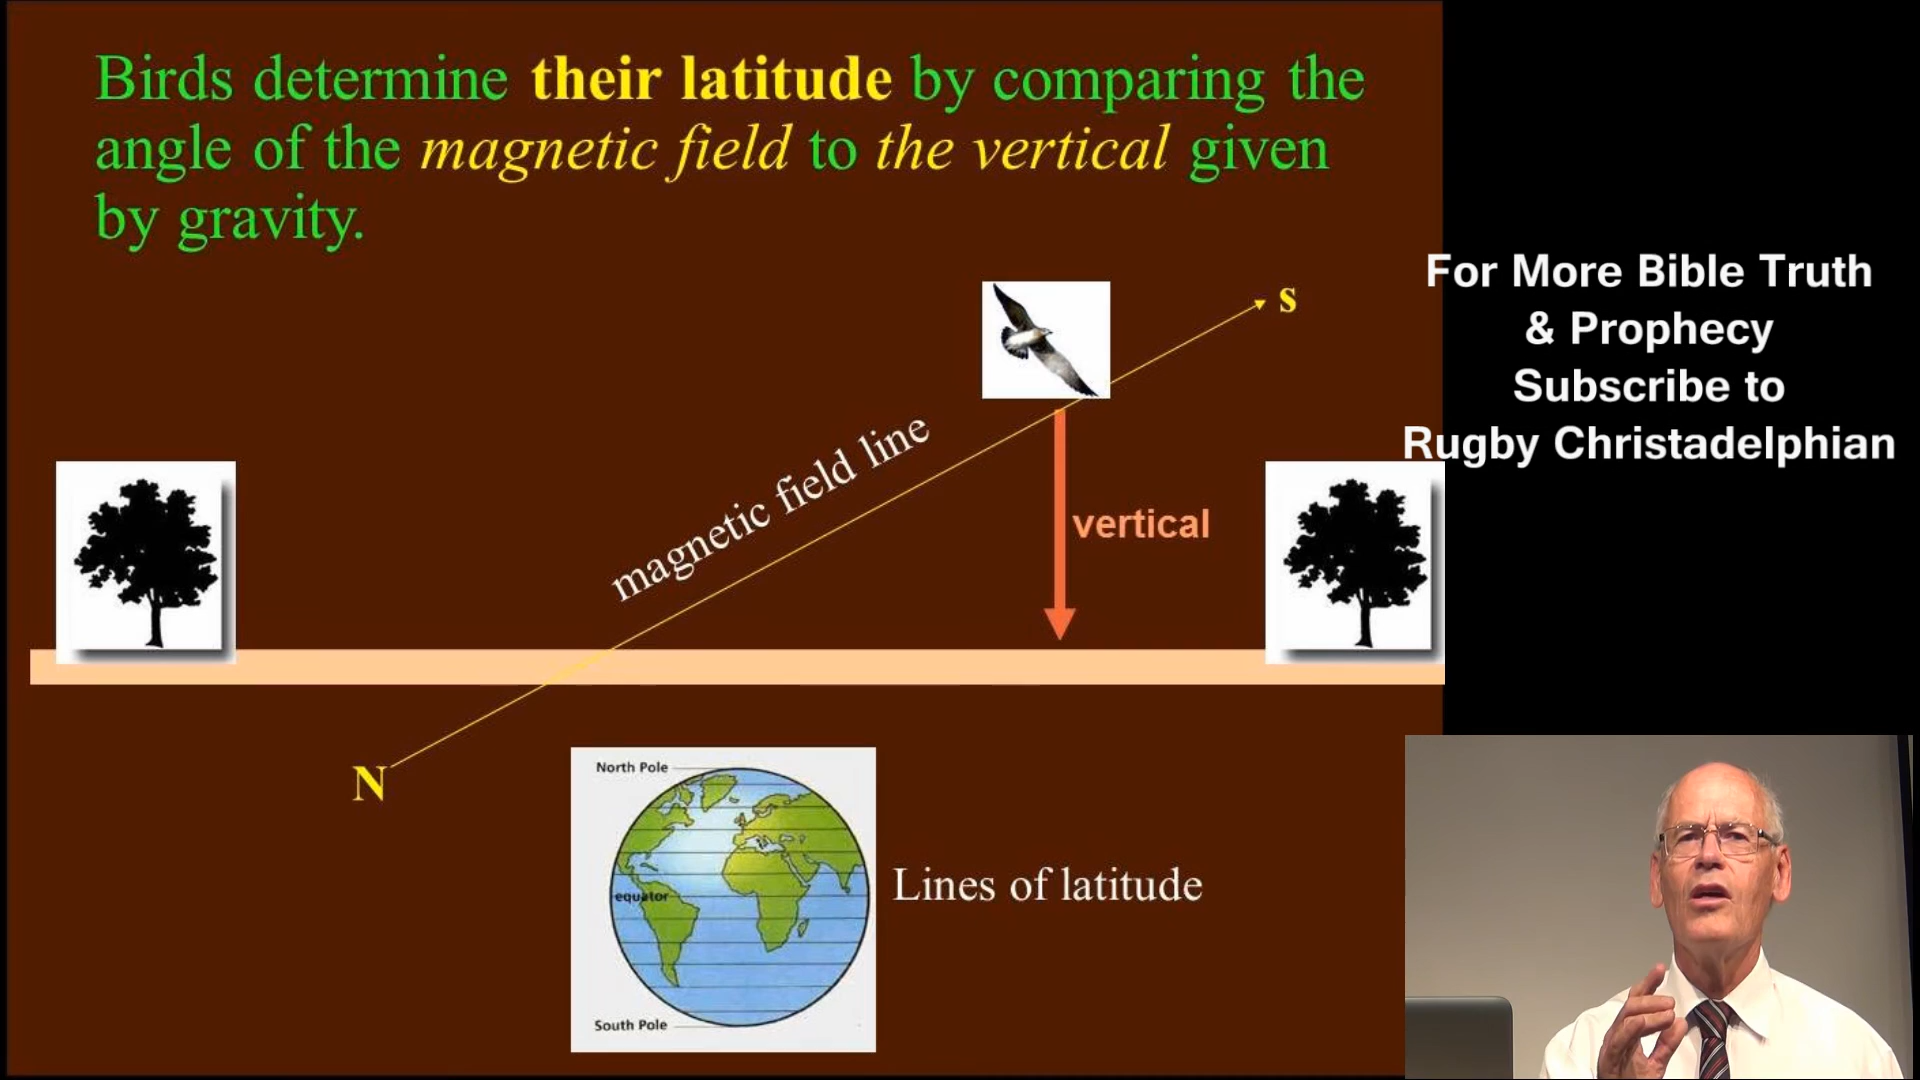 Birds determine their latitude by comparing the
angle of the magnetic field to the vertical given
by gravity.
For More Bible Truth
& Prophecy
Subscribe to
Rugby Christadelphian
s
magnetic field line
vertical
N
North Pole
equator
South Pole
Lines of latitude